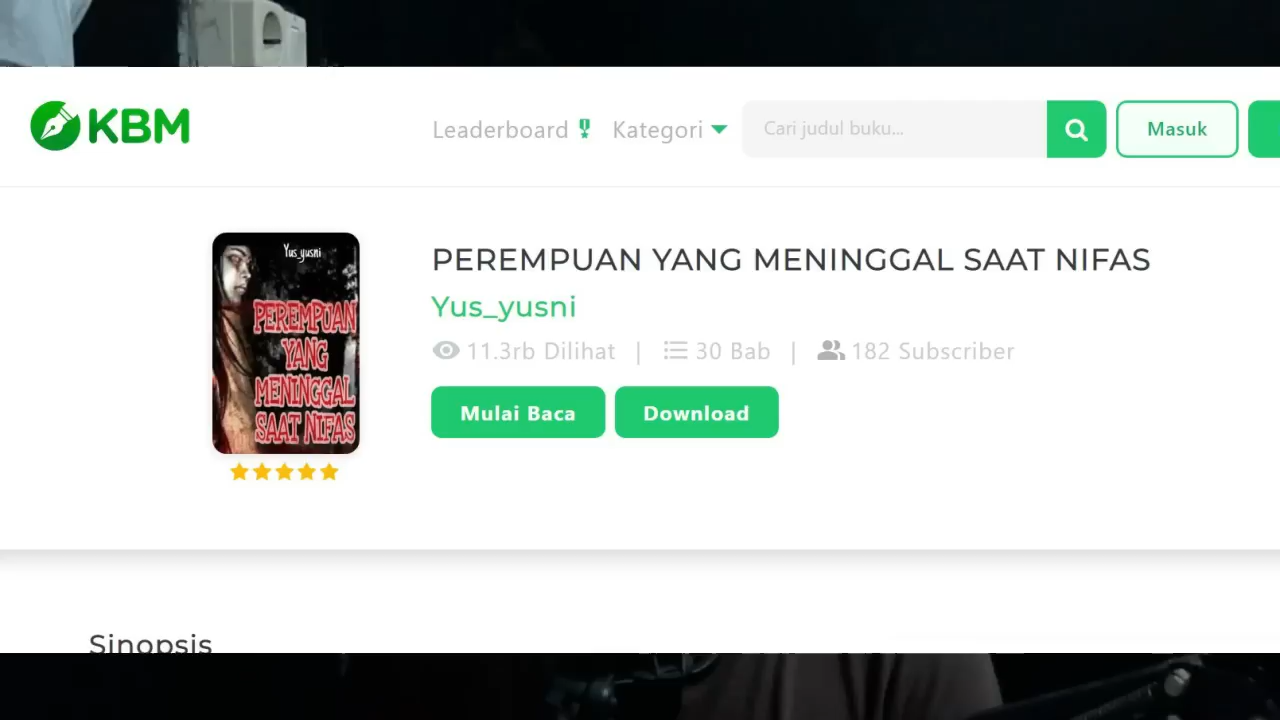 KBM
Leaderboard Kategori Cari judul buku... Masuk
Yus_yusni
PEREMPUAN
YANG
MENINGGAL
SAAT NIFAS
PEREMPUAN YANG MENINGGAL SAAT NIFAS
Yus_yusni
11.3rb Dilihat | 30 Bab | 182 Subscriber
Mulai Baca Download
Sinopsis